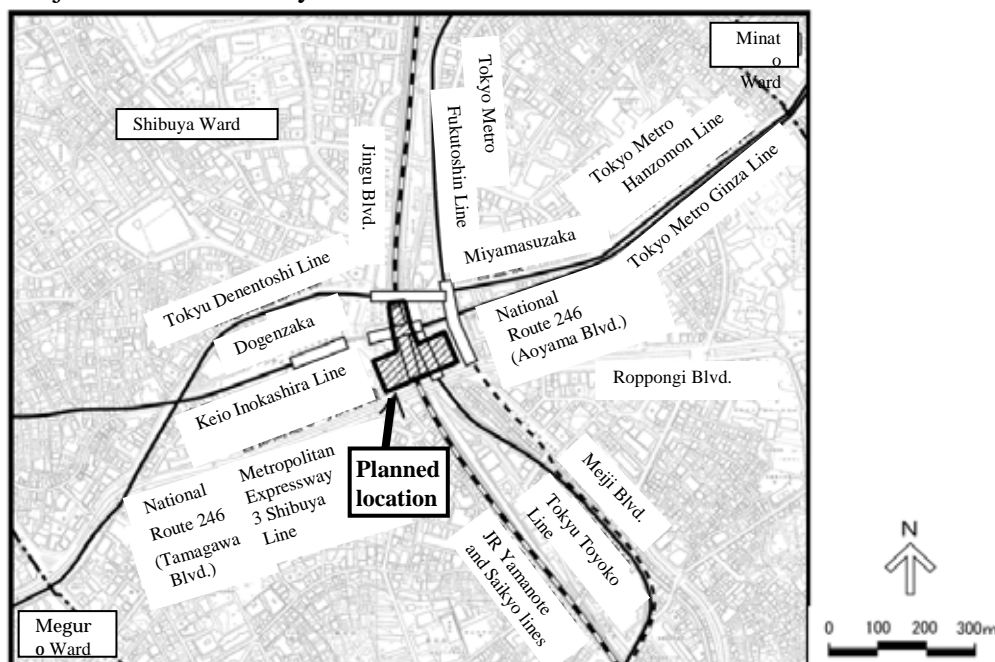 Minat
o
Ward
Shibuya Ward
Jingu Blvd.
Tokyo Metro
Fukutoshin Line
Tokyo Metro
Hanzomon Line
Tokyo Metro Ginza Line
Miyamasuzaka
Tokyu Denentoshi Line
Dogenzaka
National
Route 246
(Aoyama Blvd.)
Roppongi Blvd.
Keio Inokashira Line
Planned
location
National
Route 246
(Tamagawa
Blvd.)
Metropolitan
Expressway
3 Shibuya
Line
Meiji Blvd.
Tokyu Toyoko
Line
JR Yamanote
and Saikyo lines
Megur
o Ward
N
0 100 200 300m